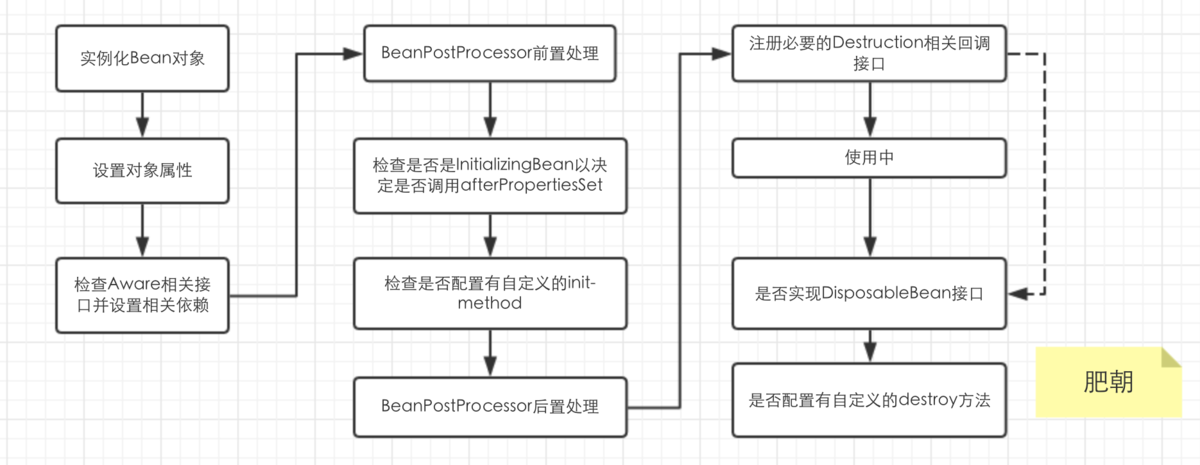 实例化Bean对象
设置对象属性
检查Aware相关接
口并设置相关依赖
BeanPostProcessor前置处理
检查是否是InitializingBean以决
定是否调用afterPropertiesSet
检查是否配置有自定义的init-
method
BeanPostProcessor后置处理
注册必要的Destruction相关回调
接口
使用中
是否实现DisposableBean接口
是否配置有自定义的destroy方法
肥朝